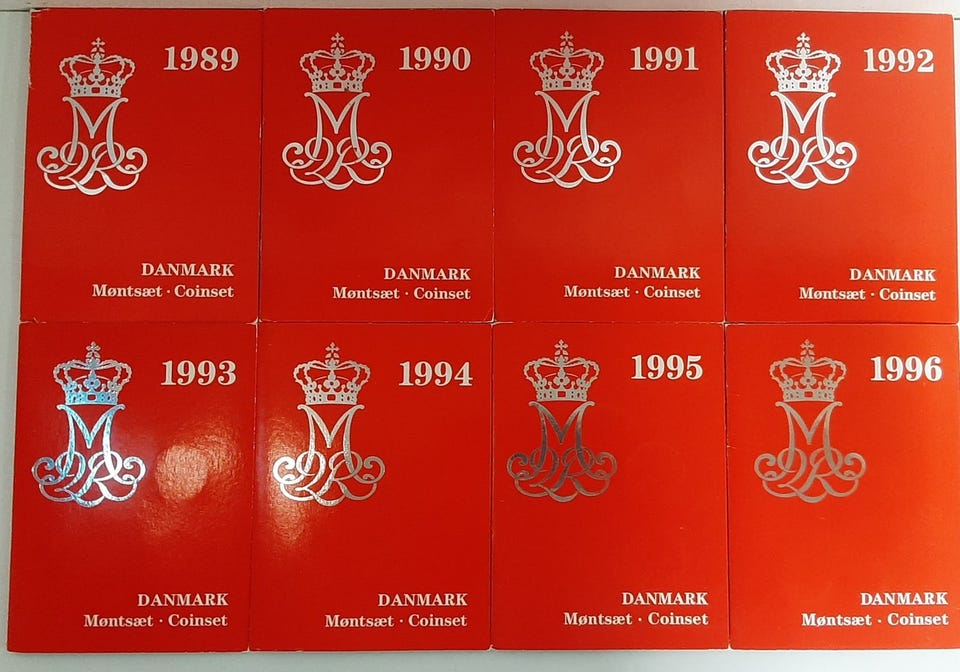 1989
DANMARK
Møntsæt · Coinset
1990
DANMARK
Møntsæt · Coinset
1991
DANMARK
Møntsæt · Coinset
1992
DANMARK
Møntsæt · Coinset
1993
DANMARK
Møntsæt · Coinset
1994
DANMARK
Møntsæt · Coinset
1995
DANMARK
Møntsæt · Coinset
1996
DANMARK
Møntsæt · Coinset